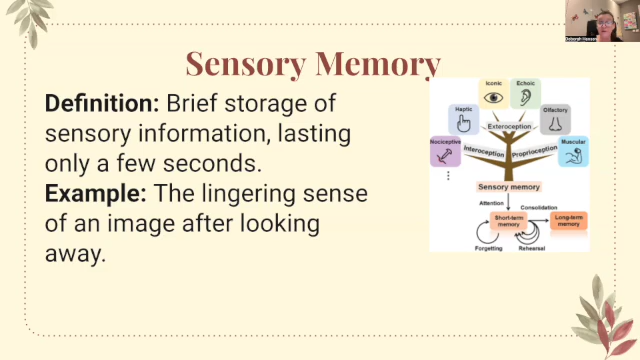 Sensory Memory
Definition: Brief storage of
sensory information, lasting
only a few seconds.
Example: The lingering sense
of an image after looking
away.
Iconic
Echoic
Haptic
Olfactory
Exteroception
Nociceptive
Interoception
Proprioception
Muscular
Sensory memory
Attention
Consolidation
Short-term
memory
Long-term
memory
Forgetting
Rehearsal
Deborah Hansen